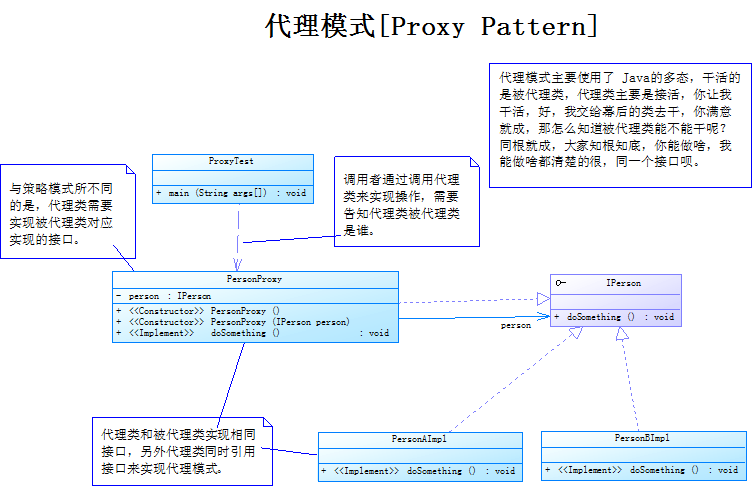 代理模式[Proxy Pattern]
代理模式主要使用了 Java的多态，干活的
是被代理类，代理类主要是接活，你让我
干活，好，我交给幕后的类去干，你满意
就成，那怎么知道被代理类能不能干呢？
同根就成，大家知根知底，你能做啥，我
能做啥都清楚的很，同一个接口呗。
ProxyTest
+ main (String args[]) : void
调用者通过调用代理
类来实现操作，需要
告知代理类被代理类
是谁。
与策略模式所不同
的是，代理类需要
实现被代理类对应
实现的接口。
PersonProxy
- person : IPerson
+ <<Constructor>> PersonProxy ()
+ <<Constructor>> PersonProxy (IPerson person)
+ <<Implement>> doSomething () : void
IPerson
+ doSomething () : void
person
代理类和被代理类实现相同
接口，另外代理类同时引用
接口来实现代理模式。
PersonAImpl
+ <<Implement>> doSomething () : void
PersonBImpl
+ <<Implement>> doSomething () : void